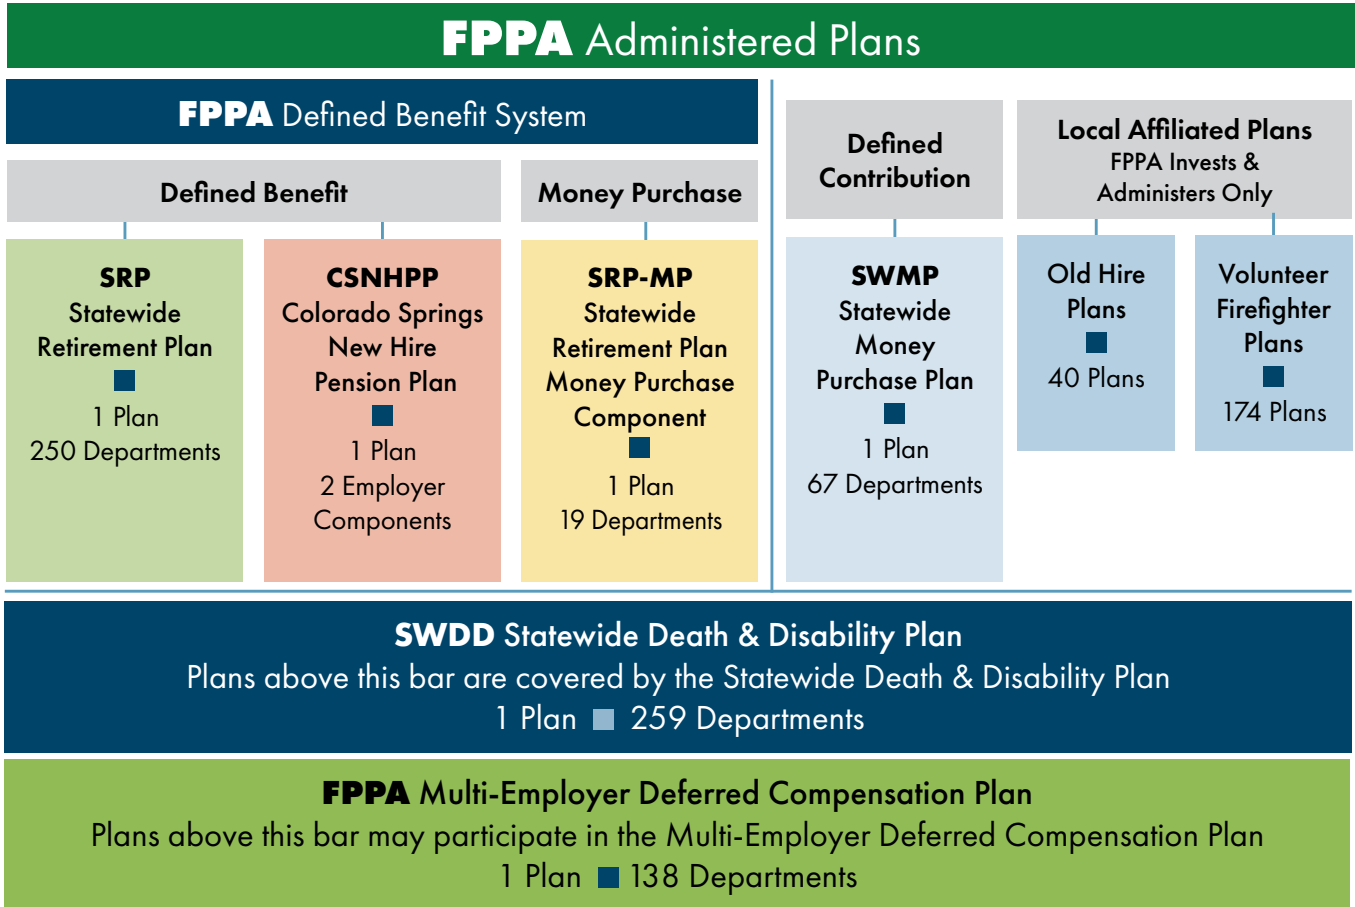 FPPA Administered Plans
FPPA Defined Benefit System
Defined Benefit
Money Purchase
Defined
Contribution
Local Affiliated Plans
FPPA Invests &
Administers Only
SRP
Statewide
Retirement Plan
1 Plan
250 Departments
CSNHPP
Colorado Springs
New Hire
Pension Plan
1 Plan
2 Employer
Components
SRP-MP
Statewide
Retirement Plan
Money Purchase
Component
1 Plan
19 Departments
SWMP
Statewide
Money
Purchase Plan
1 Plan
67 Departments
Old Hire
Plans
40 Plans
Volunteer
Firefighter
Plans
174 Plans
SWDD Statewide Death & Disability Plan
Plans above this bar are covered by the Statewide Death & Disability Plan
1 Plan 259 Departments
FPPA Multi-Employer Deferred Compensation Plan
Plans above this bar may participate in the Multi-Employer Deferred Compensation Plan
1 Plan 138 Departments